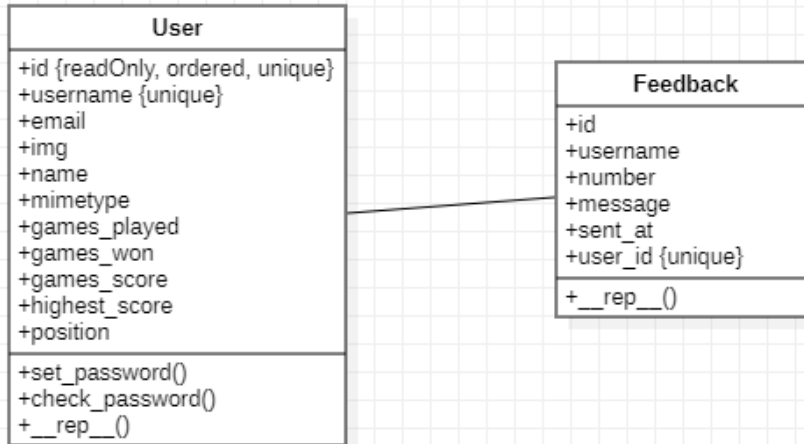 User
+id {readOnly, ordered, unique}
+username {unique}
+email
+img
+name
+mimetype
+games_played
+games_won
+games_score
+highest_score
+position
+set_password()
+check_password()
+__rep__()
Feedback
+id
+username
+number
+message
+sent_at
+user_id {unique}
+__rep__()